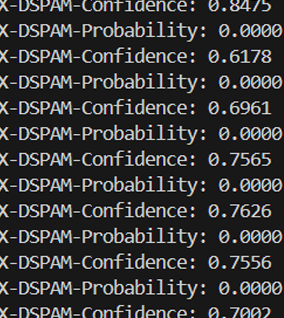 X-DSPAM-Confidence: 0.8475
X-DSPAM-Probability: 0.0000
X-DSPAM-Confidence: 0.6178
X-DSPAM-Probability: 0.0000
X-DSPAM-Confidence: 0.6961
X-DSPAM-Probability: 0.0000
X-DSPAM-Confidence: 0.7565
X-DSPAM-Probability: 0.0000
X-DSPAM-Confidence: 0.7626
X-DSPAM-Probability: 0.0000
X-DSPAM-Confidence: 0.7556
X-DSPAM-Probability: 0.0000
X-DSPAM-Confidence: 0.7002